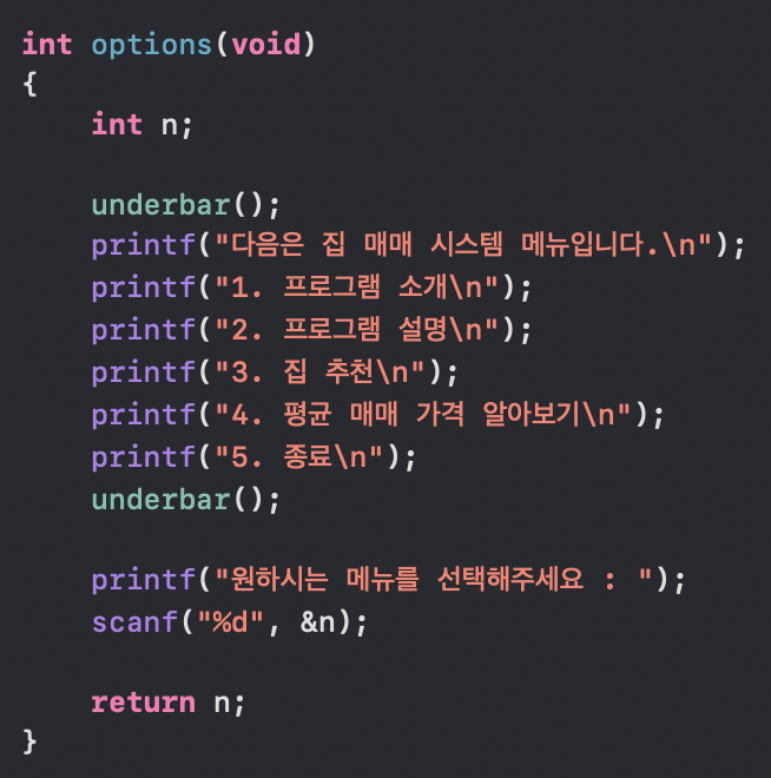 int options(void)
{
    int n;

    underbar();
    printf("다음은 집 매매 시스템 메뉴입니다.\n");
    printf("1. 프로그램 소개\n");
    printf("2. 프로그램 설명\n");
    printf("3. 집 추천\n");
    printf("4. 평균 매매 가격 알아보기\n");
    printf("5. 종료\n");
    underbar();

    printf("원하시는 메뉴를 선택해주세요 : ");
    scanf("%d", &n);

    return n;
}